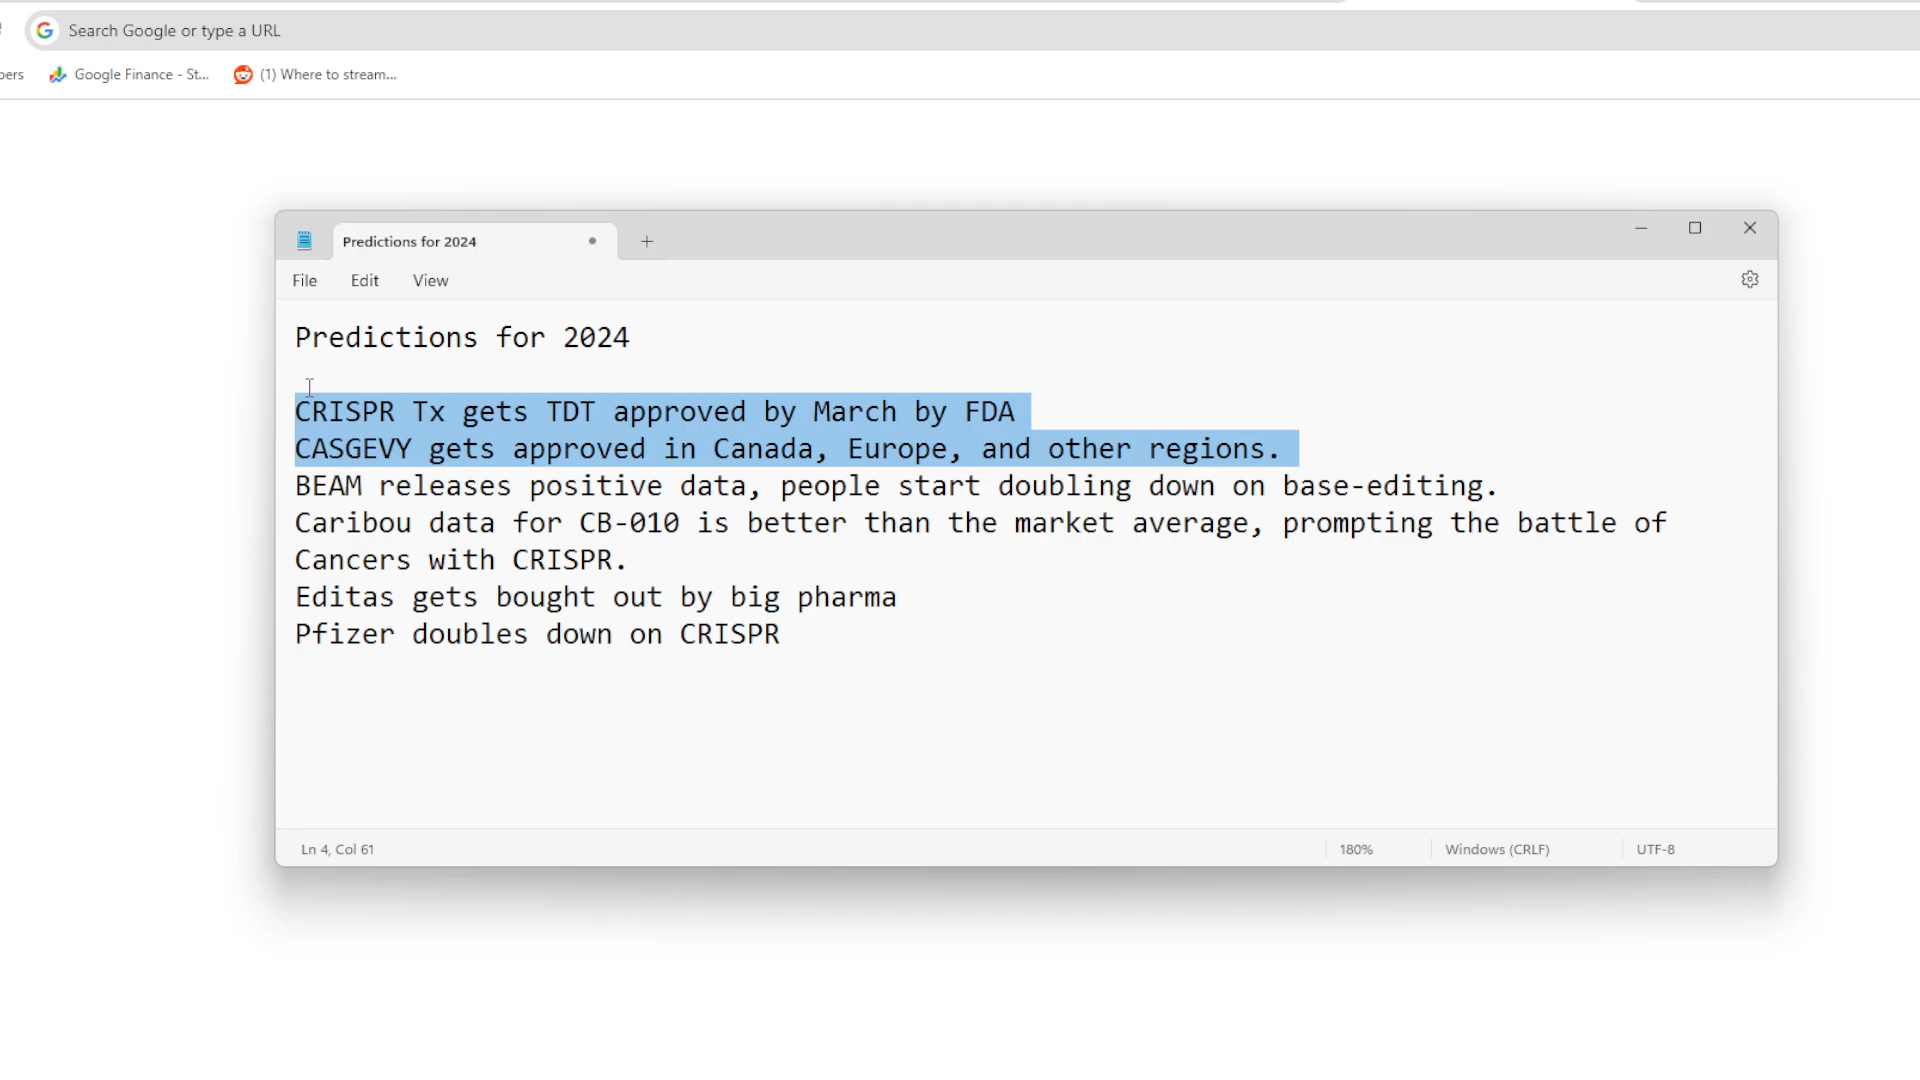 Search Google or type a URL
pers
Google Finance - St...
(1) Where to stream...
Predictions for 2024
File Edit View
Predictions for 2024
CRISPR Tx gets TDT approved by March by FDA
CASGEVY gets approved in Canada, Europe, and other regions.
BEAM releases positive data, people start doubling down on base-editing.
Caribou data for CB-010 is better than the market average, prompting the battle of
Cancers with CRISPR.
Editas gets bought out by big pharma
Pfizer doubles down on CRISPR
Ln 4, Col 61
180%
Windows (CRLF)
UTF-8